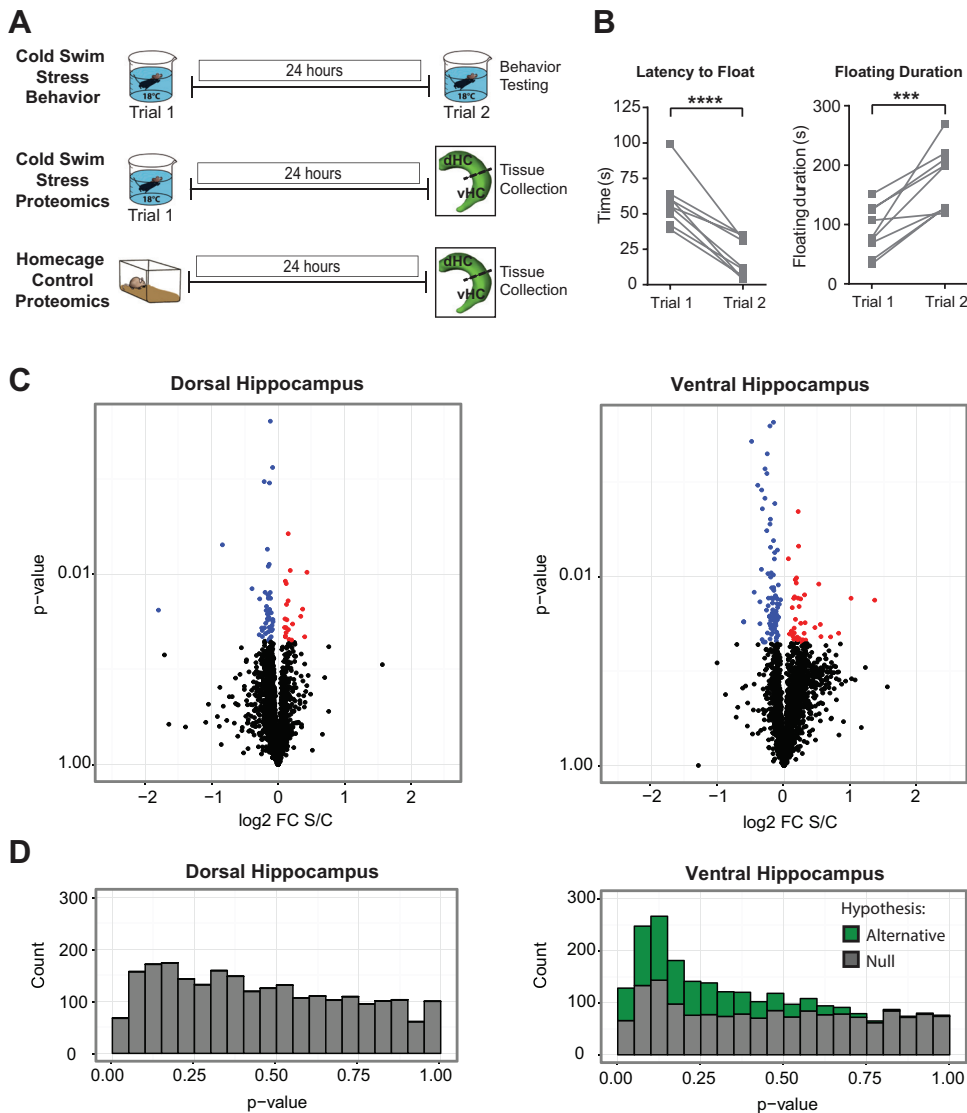 A
Cold Swim
Stress
Behavior
18°C
Trial 1
24 hours
18°C
Trial 2
Behavior
Testing
Cold Swim
Stress
Proteomics
18°C
Trial 1
24 hours
dHC
vHC
Tissue
Collection
Homecage
Control
Proteomics
24 hours
dHC
vHC
Tissue
Collection
B
Latency to Float
****
Time (s)
125
100
75
50
25
0
Trial 1 Trial 2
Floating Duration
***
Floating duration (s)
300
200
100
0
Trial 1 Trial 2
C
Dorsal Hippocampus
p-value
0.01
1.00
−2 −1 0 1 2
log2 FC S/C
Ventral Hippocampus
p-value
0.01
1.00
−2 −1 0 1 2
log2 FC S/C
D
Dorsal Hippocampus
Count
300
200
100
0
0.00 0.25 0.50 0.75 1.00
p−value
Ventral Hippocampus
Count
300
200
100
0
Hypothesis:
Alternative
Null
0.00 0.25 0.50 0.75 1.00
p−value